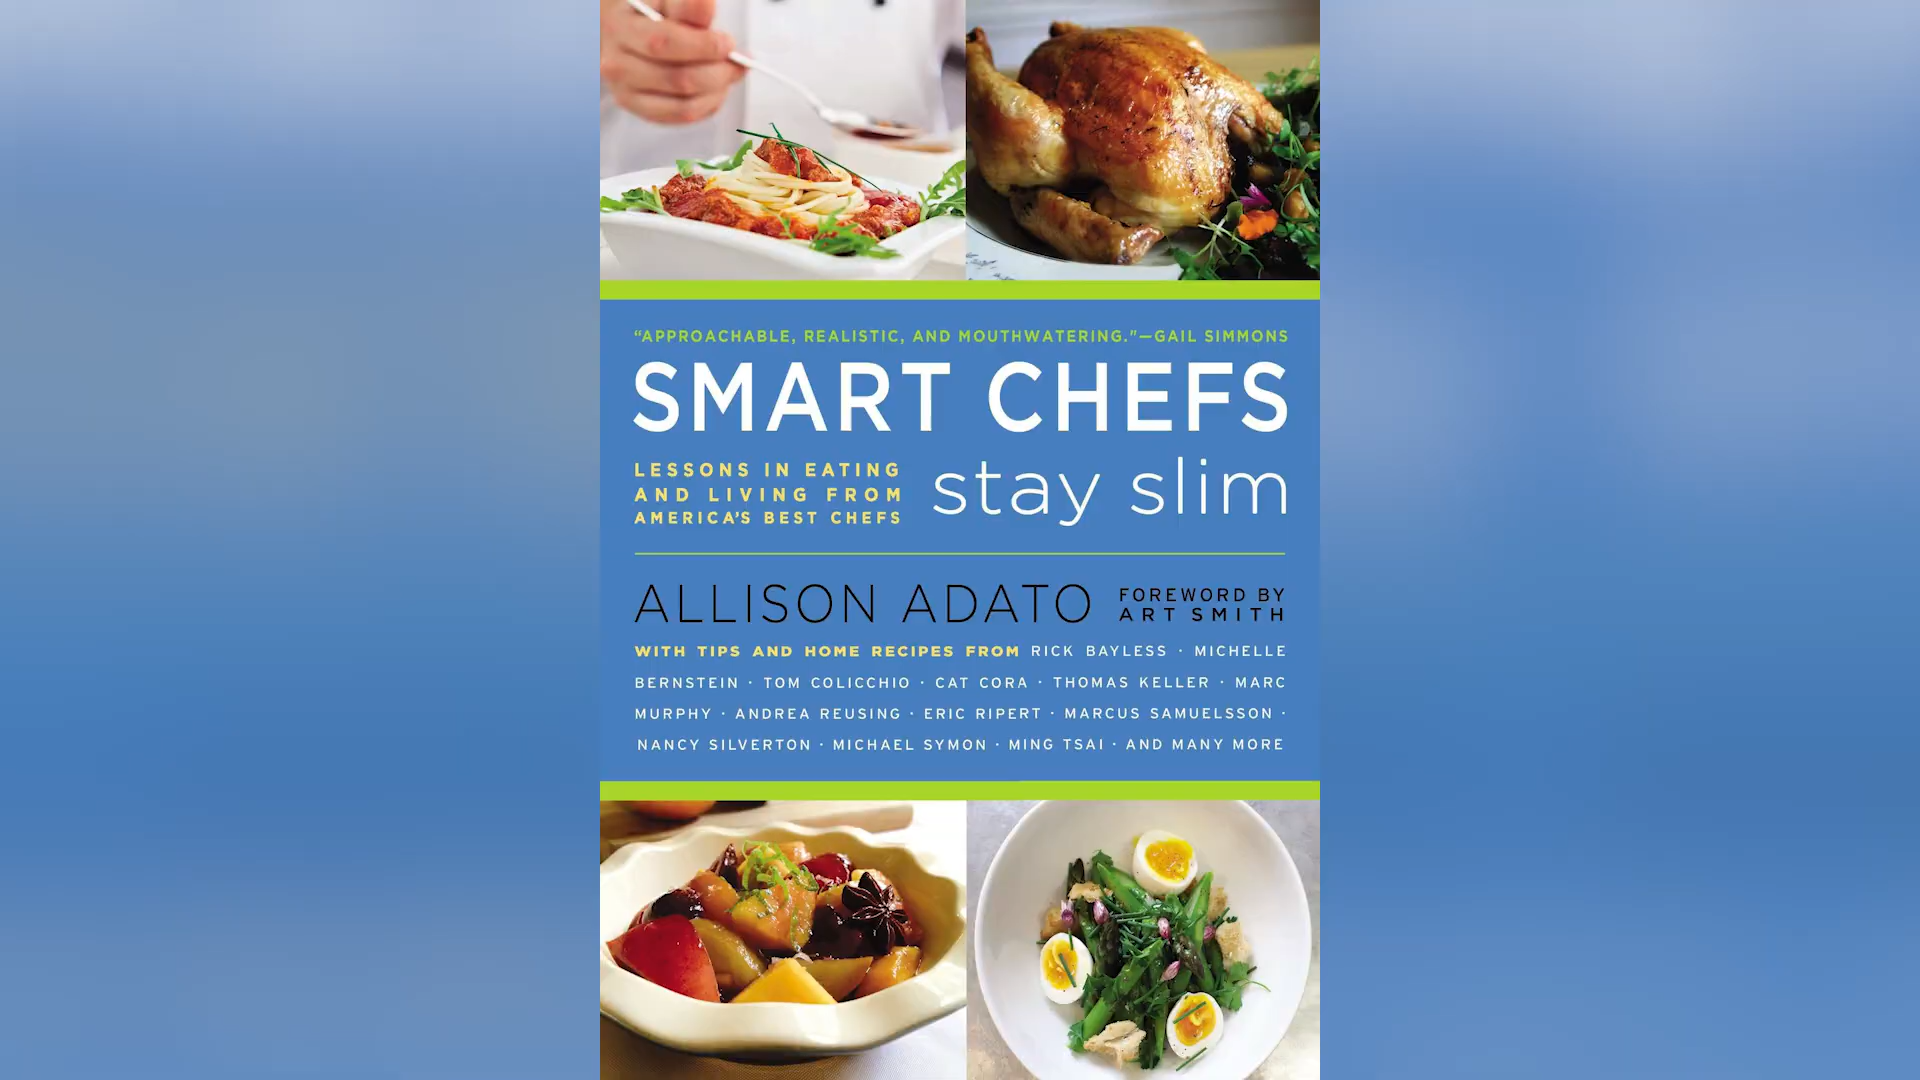 “APPROACHABLE, REALISTIC, AND MOUTHWATERING.”—GAIL SIMMONS
SMART CHEFS
stay slim
LESSONS IN EATING
AND LIVING FROM
AMERICA’S BEST CHEFS
ALLISON ADATO
FOREWORD BY
ART SMITH
WITH TIPS AND HOME RECIPES FROM RICK BAYLESS · MICHELLE
BERNSTEIN · TOM COLICCHIO · CAT CORA · THOMAS KELLER · MARC
MURPHY · ANDREA REUSING · ERIC RIPERT · MARCUS SAMUELSSON ·
NANCY SILVERTON · MICHAEL SYMON · MING TSAI · AND MANY MORE